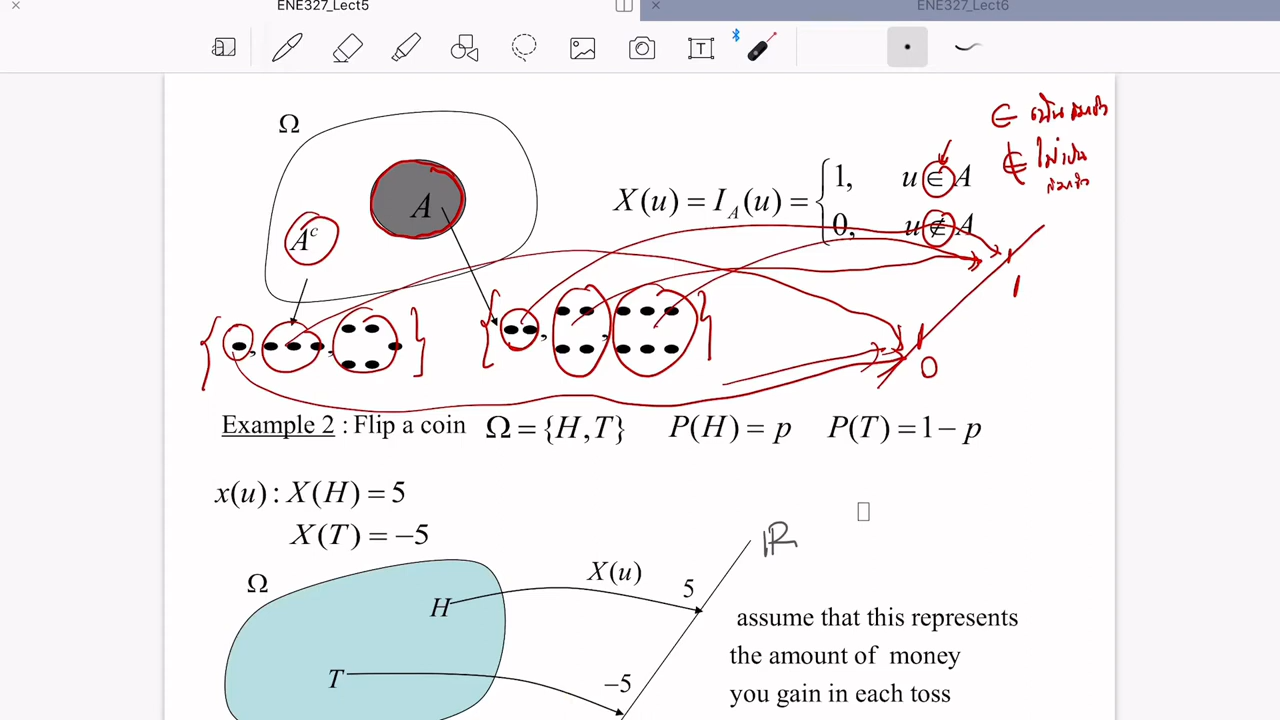 ENE327_Lect5
ENE327_Lect6
T
Ω
A
Aᶜ
X(u) = I_A(u) = { 1, u ∈ A
0, u ∉ A
∈ เป็นสมาชิก
∉ ไม่เป็น
สมาชิก
1
0
{ , , }
{ , , }
Example 2 : Flip a coin Ω = {H,T} P(H) = p P(T) = 1 − p
x(u) : X(H) = 5
X(T) = −5
ℝ
Ω
X(u)
5
H
T
−5
assume that this represents
the amount of money
you gain in each toss